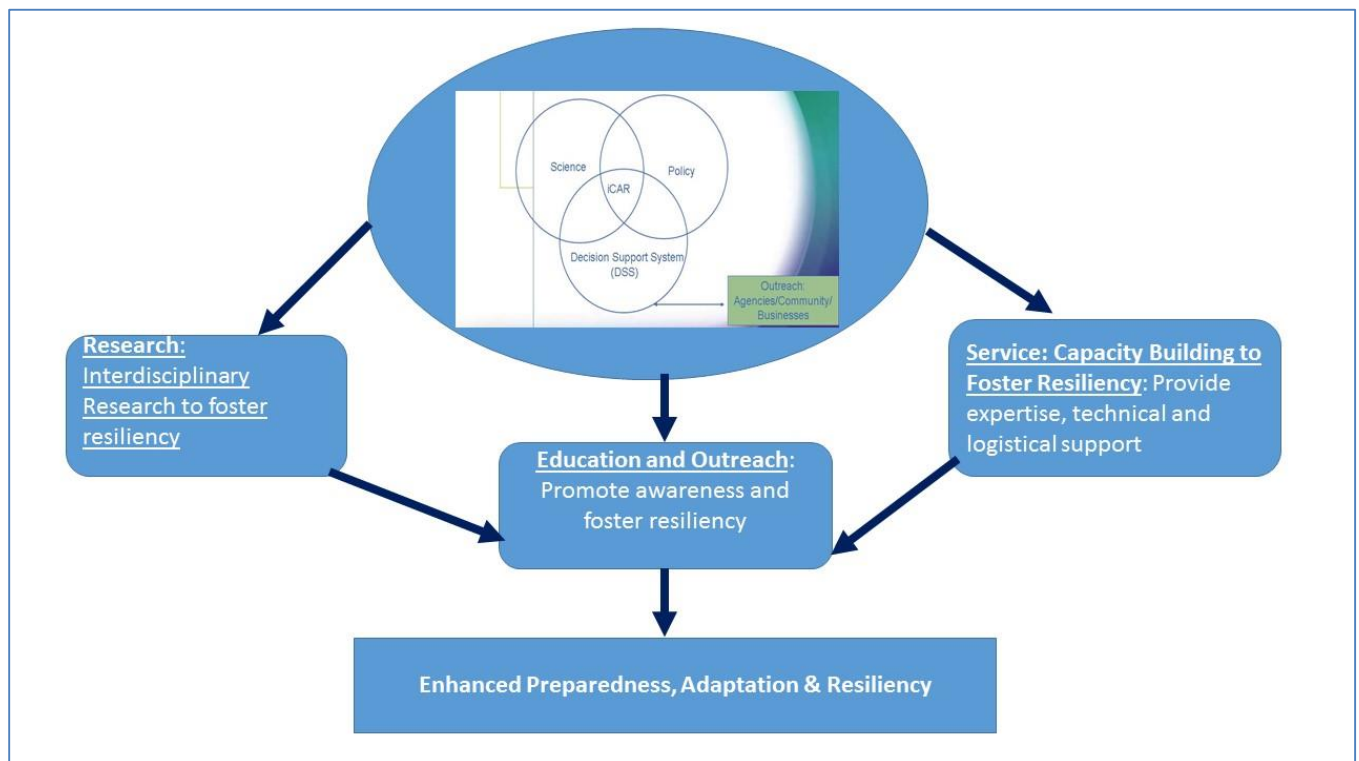 Science
Policy
iCAR
Decision Support System
(DSS)
Outreach:
Agencies/Community/
Businesses
Research:
Interdisciplinary
Research to foster
resiliency
Service: Capacity Building to
Foster Resiliency: Provide
expertise, technical and
logistical support
Education and Outreach:
Promote awareness and
foster resiliency
Enhanced Preparedness, Adaptation & Resiliency